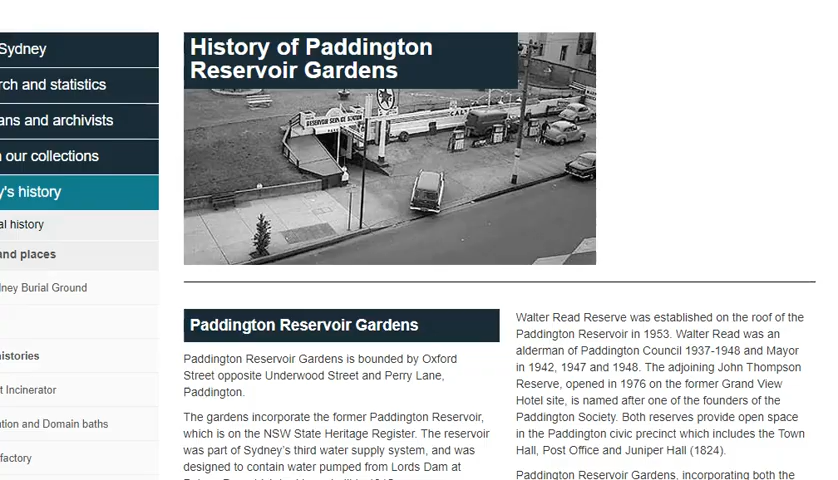 Sydney
rch and statistics
ans and archivists
our collections
y's history
al history
and places
ney Burial Ground
istories
t Incinerator
tion and Domain baths
factory
History of Paddington
Reservoir Gardens
RESERVOIR SERVICE STATION
CAL
Paddington Reservoir Gardens
Paddington Reservoir Gardens is bounded by Oxford
Street opposite Underwood Street and Perry Lane,
Paddington.
The gardens incorporate the former Paddington Reservoir,
which is on the NSW State Heritage Register. The reservoir
was part of Sydney's third water supply system, and was
designed to contain water pumped from Lords Dam at
Walter Read Reserve was established on the roof of the
Paddington Reservoir in 1953. Walter Read was an
alderman of Paddington Council 1937-1948 and Mayor
in 1942, 1947 and 1948. The adjoining John Thompson
Reserve, opened in 1976 on the former Grand View
Hotel site, is named after one of the founders of the
Paddington Society. Both reserves provide open space
in the Paddington civic precinct which includes the Town
Hall, Post Office and Juniper Hall (1824).
Paddington Reservoir Gardens, incorporating both the